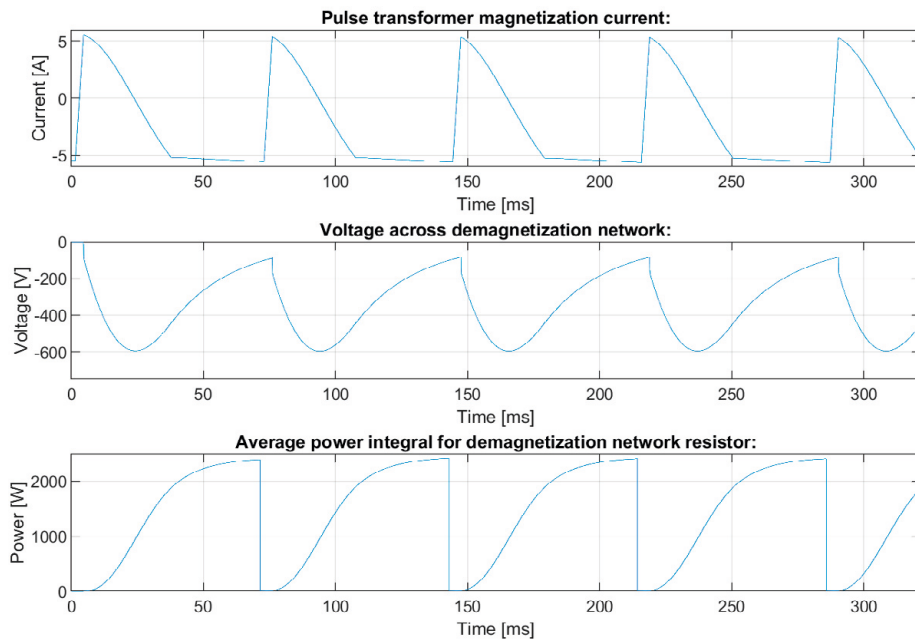 Pulse transformer magnetization current:
Current [A]
5
0
-5
0 50 100 150 200 250 300
Time [ms]
Voltage across demagnetization network:
Voltage [V]
0
-200
-400
-600
0 50 100 150 200 250 300
Time [ms]
Average power integral for demagnetization network resistor:
Power [W]
2000
1000
0
0 50 100 150 200 250 300
Time [ms]